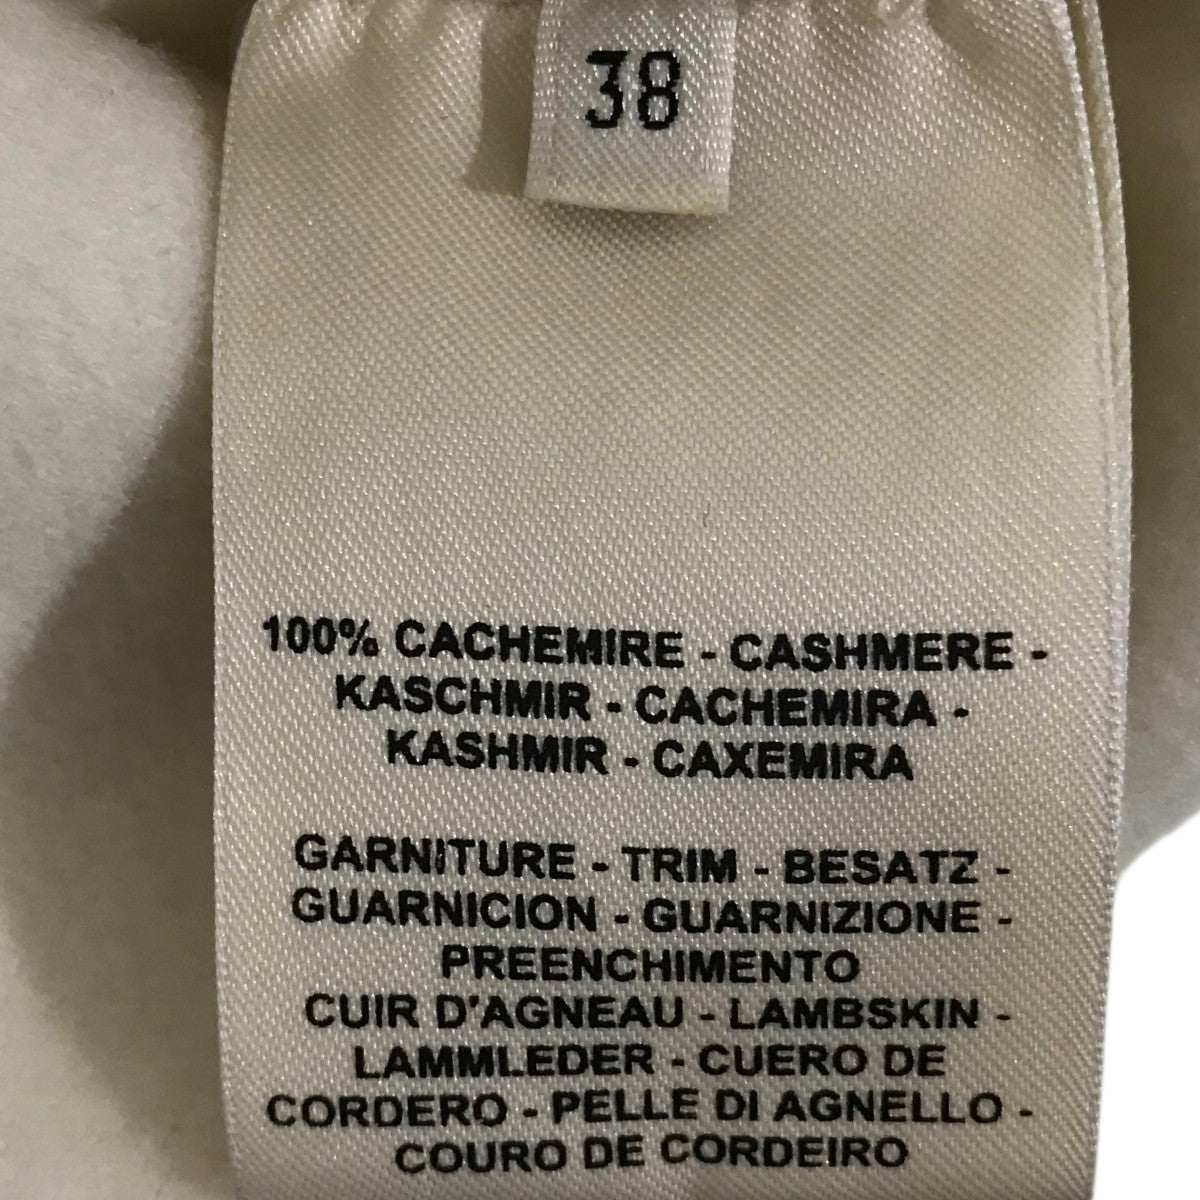 38
100% CACHEMIRE - CASHMERE -
KASCHMIR - CACHEMIRA -
KASHMIR - CAXEMIRA
GARNITURE - TRIM - BESATZ -
GUARNICION - GUARNIZIONE -
PREENCHIMENTO
CUIR D'AGNEAU - LAMBSKIN -
LAMMLEDER - CUERO DE
CORDERO - PELLE DI AGNELLO -
COURO DE CORDEIRO